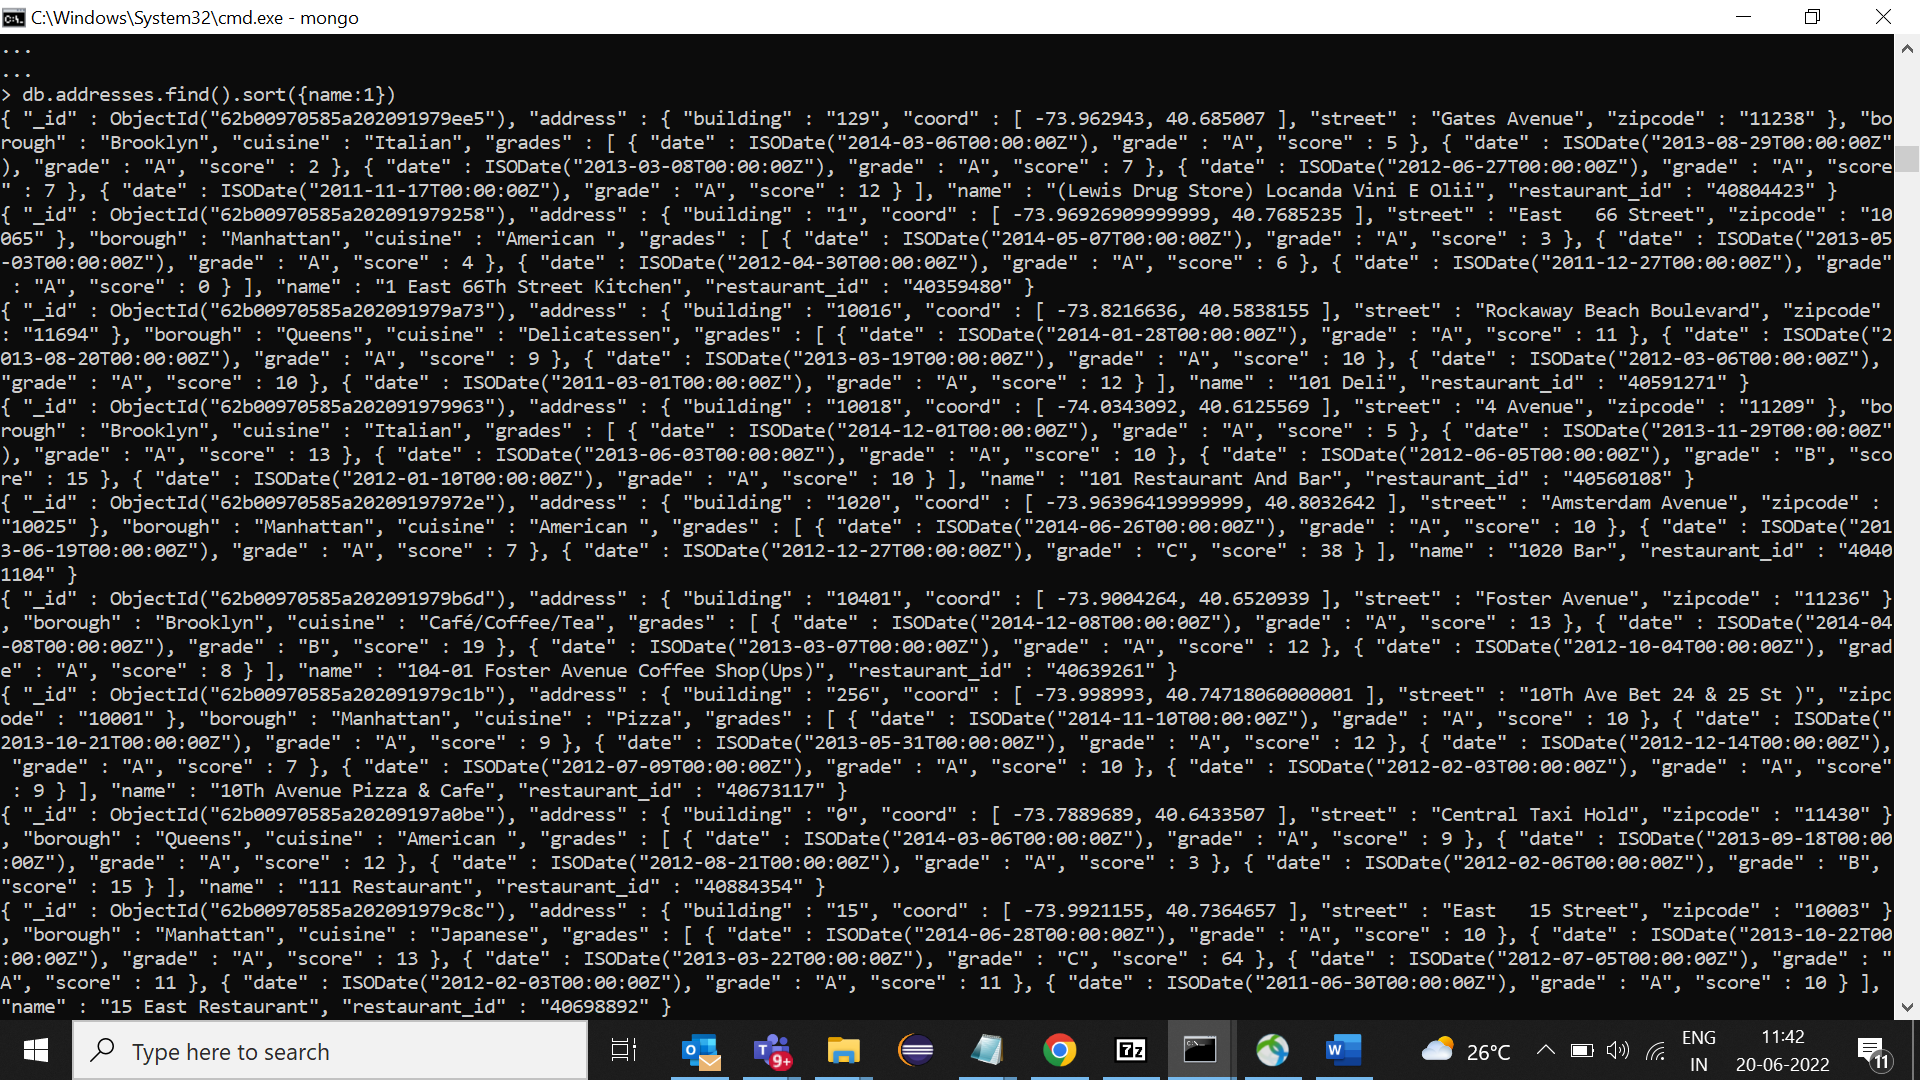 C:\Windows\System32\cmd.exe - mongo
...
...
> db.addresses.find().sort({name:1})
{ "_id" : ObjectId("62b00970585a202091979ee5"), "address" : { "building" : "129", "coord" : [ -73.962943, 40.685007 ], "street" : "Gates Avenue", "zipcode" : "11238" }, "bo
rough" : "Brooklyn", "cuisine" : "Italian", "grades" : [ { "date" : ISODate("2014-03-06T00:00:00Z"), "grade" : "A", "score" : 5 }, { "date" : ISODate("2013-08-29T00:00:00Z"
), "grade" : "A", "score" : 2 }, { "date" : ISODate("2013-03-08T00:00:00Z"), "grade" : "A", "score" : 7 }, { "date" : ISODate("2012-06-27T00:00:00Z"), "grade" : "A", "score
" : 7 }, { "date" : ISODate("2011-11-17T00:00:00Z"), "grade" : "A", "score" : 12 } ], "name" : "(Lewis Drug Store) Locanda Vini E Olii", "restaurant_id" : "40804423" }
{ "_id" : ObjectId("62b00970585a202091979258"), "address" : { "building" : "1", "coord" : [ -73.96926909999999, 40.7685235 ], "street" : "East   66 Street", "zipcode" : "10
065" }, "borough" : "Manhattan", "cuisine" : "American ", "grades" : [ { "date" : ISODate("2014-05-07T00:00:00Z"), "grade" : "A", "score" : 3 }, { "date" : ISODate("2013-05
-03T00:00:00Z"), "grade" : "A", "score" : 4 }, { "date" : ISODate("2012-04-30T00:00:00Z"), "grade" : "A", "score" : 6 }, { "date" : ISODate("2011-12-27T00:00:00Z"), "grade"
 : "A", "score" : 0 } ], "name" : "1 East 66Th Street Kitchen", "restaurant_id" : "40359480" }
{ "_id" : ObjectId("62b00970585a202091979a73"), "address" : { "building" : "10016", "coord" : [ -73.8216636, 40.5838155 ], "street" : "Rockaway Beach Boulevard", "zipcode"
: "11694" }, "borough" : "Queens", "cuisine" : "Delicatessen", "grades" : [ { "date" : ISODate("2014-01-28T00:00:00Z"), "grade" : "A", "score" : 11 }, { "date" : ISODate("2
013-08-20T00:00:00Z"), "grade" : "A", "score" : 9 }, { "date" : ISODate("2013-03-19T00:00:00Z"), "grade" : "A", "score" : 10 }, { "date" : ISODate("2012-03-06T00:00:00Z"),
"grade" : "A", "score" : 10 }, { "date" : ISODate("2011-03-01T00:00:00Z"), "grade" : "A", "score" : 12 } ], "name" : "101 Deli", "restaurant_id" : "40591271" }
{ "_id" : ObjectId("62b00970585a202091979963"), "address" : { "building" : "10018", "coord" : [ -74.0343092, 40.6125569 ], "street" : "4 Avenue", "zipcode" : "11209" }, "bo
rough" : "Brooklyn", "cuisine" : "Italian", "grades" : [ { "date" : ISODate("2014-12-01T00:00:00Z"), "grade" : "A", "score" : 5 }, { "date" : ISODate("2013-11-29T00:00:00Z"
), "grade" : "A", "score" : 13 }, { "date" : ISODate("2013-06-03T00:00:00Z"), "grade" : "A", "score" : 10 }, { "date" : ISODate("2012-06-05T00:00:00Z"), "grade" : "B", "sco
re" : 15 }, { "date" : ISODate("2012-01-10T00:00:00Z"), "grade" : "A", "score" : 10 } ], "name" : "101 Restaurant And Bar", "restaurant_id" : "40560108" }
{ "_id" : ObjectId("62b00970585a20209197972e"), "address" : { "building" : "1020", "coord" : [ -73.96396419999999, 40.8032642 ], "street" : "Amsterdam Avenue", "zipcode" :
"10025" }, "borough" : "Manhattan", "cuisine" : "American ", "grades" : [ { "date" : ISODate("2014-06-26T00:00:00Z"), "grade" : "A", "score" : 10 }, { "date" : ISODate("201
3-06-19T00:00:00Z"), "grade" : "A", "score" : 7 }, { "date" : ISODate("2012-12-27T00:00:00Z"), "grade" : "C", "score" : 38 } ], "name" : "1020 Bar", "restaurant_id" : "4040
1104" }
{ "_id" : ObjectId("62b00970585a202091979b6d"), "address" : { "building" : "10401", "coord" : [ -73.9004264, 40.6520939 ], "street" : "Foster Avenue", "zipcode" : "11236" }
, "borough" : "Brooklyn", "cuisine" : "Café/Coffee/Tea", "grades" : [ { "date" : ISODate("2014-12-08T00:00:00Z"), "grade" : "A", "score" : 13 }, { "date" : ISODate("2014-04
-08T00:00:00Z"), "grade" : "B", "score" : 19 }, { "date" : ISODate("2013-03-07T00:00:00Z"), "grade" : "A", "score" : 12 }, { "date" : ISODate("2012-10-04T00:00:00Z"), "grad
e" : "A", "score" : 8 } ], "name" : "104-01 Foster Avenue Coffee Shop(Ups)", "restaurant_id" : "40639261" }
{ "_id" : ObjectId("62b00970585a202091979c1b"), "address" : { "building" : "256", "coord" : [ -73.998993, 40.74718060000001 ], "street" : "10Th Ave Bet 24 & 25 St )", "zipc
ode" : "10001" }, "borough" : "Manhattan", "cuisine" : "Pizza", "grades" : [ { "date" : ISODate("2014-11-10T00:00:00Z"), "grade" : "A", "score" : 10 }, { "date" : ISODate("
2013-10-21T00:00:00Z"), "grade" : "A", "score" : 9 }, { "date" : ISODate("2013-05-31T00:00:00Z"), "grade" : "A", "score" : 12 }, { "date" : ISODate("2012-12-14T00:00:00Z"),
 "grade" : "A", "score" : 7 }, { "date" : ISODate("2012-07-09T00:00:00Z"), "grade" : "A", "score" : 10 }, { "date" : ISODate("2012-02-03T00:00:00Z"), "grade" : "A", "score"
 : 9 } ], "name" : "10Th Avenue Pizza & Cafe", "restaurant_id" : "40673117" }
{ "_id" : ObjectId("62b00970585a20209197a0be"), "address" : { "building" : "0", "coord" : [ -73.7889689, 40.6433507 ], "street" : "Central Taxi Hold", "zipcode" : "11430" }
, "borough" : "Queens", "cuisine" : "American ", "grades" : [ { "date" : ISODate("2014-03-06T00:00:00Z"), "grade" : "A", "score" : 9 }, { "date" : ISODate("2013-09-18T00:00
:00Z"), "grade" : "A", "score" : 12 }, { "date" : ISODate("2012-08-21T00:00:00Z"), "grade" : "A", "score" : 3 }, { "date" : ISODate("2012-02-06T00:00:00Z"), "grade" : "B",
"score" : 15 } ], "name" : "111 Restaurant", "restaurant_id" : "40884354" }
{ "_id" : ObjectId("62b00970585a202091979c8c"), "address" : { "building" : "15", "coord" : [ -73.9921155, 40.7364657 ], "street" : "East   15 Street", "zipcode" : "10003" }
, "borough" : "Manhattan", "cuisine" : "Japanese", "grades" : [ { "date" : ISODate("2014-06-28T00:00:00Z"), "grade" : "A", "score" : 10 }, { "date" : ISODate("2013-10-22T00
:00:00Z"), "grade" : "A", "score" : 13 }, { "date" : ISODate("2013-03-22T00:00:00Z"), "grade" : "C", "score" : 64 }, { "date" : ISODate("2012-07-05T00:00:00Z"), "grade" : "
A", "score" : 11 }, { "date" : ISODate("2012-02-03T00:00:00Z"), "grade" : "A", "score" : 11 }, { "date" : ISODate("2011-06-30T00:00:00Z"), "grade" : "A", "score" : 10 } ],
"name" : "15 East Restaurant", "restaurant_id" : "40698892" }
Type here to search
9+
7z
W
26°C
ENG
IN
11:42
20-06-2022
11